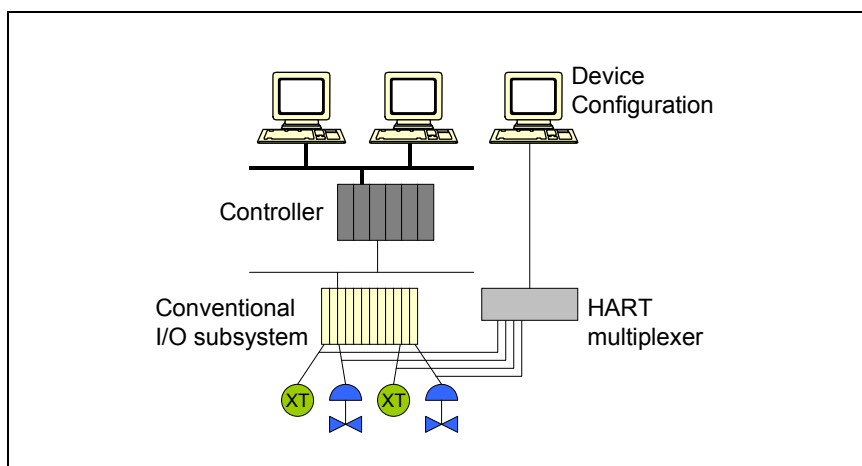 Device
Configuration
Controller
Conventional
I/O subsystem
HART
multiplexer
XT
XT